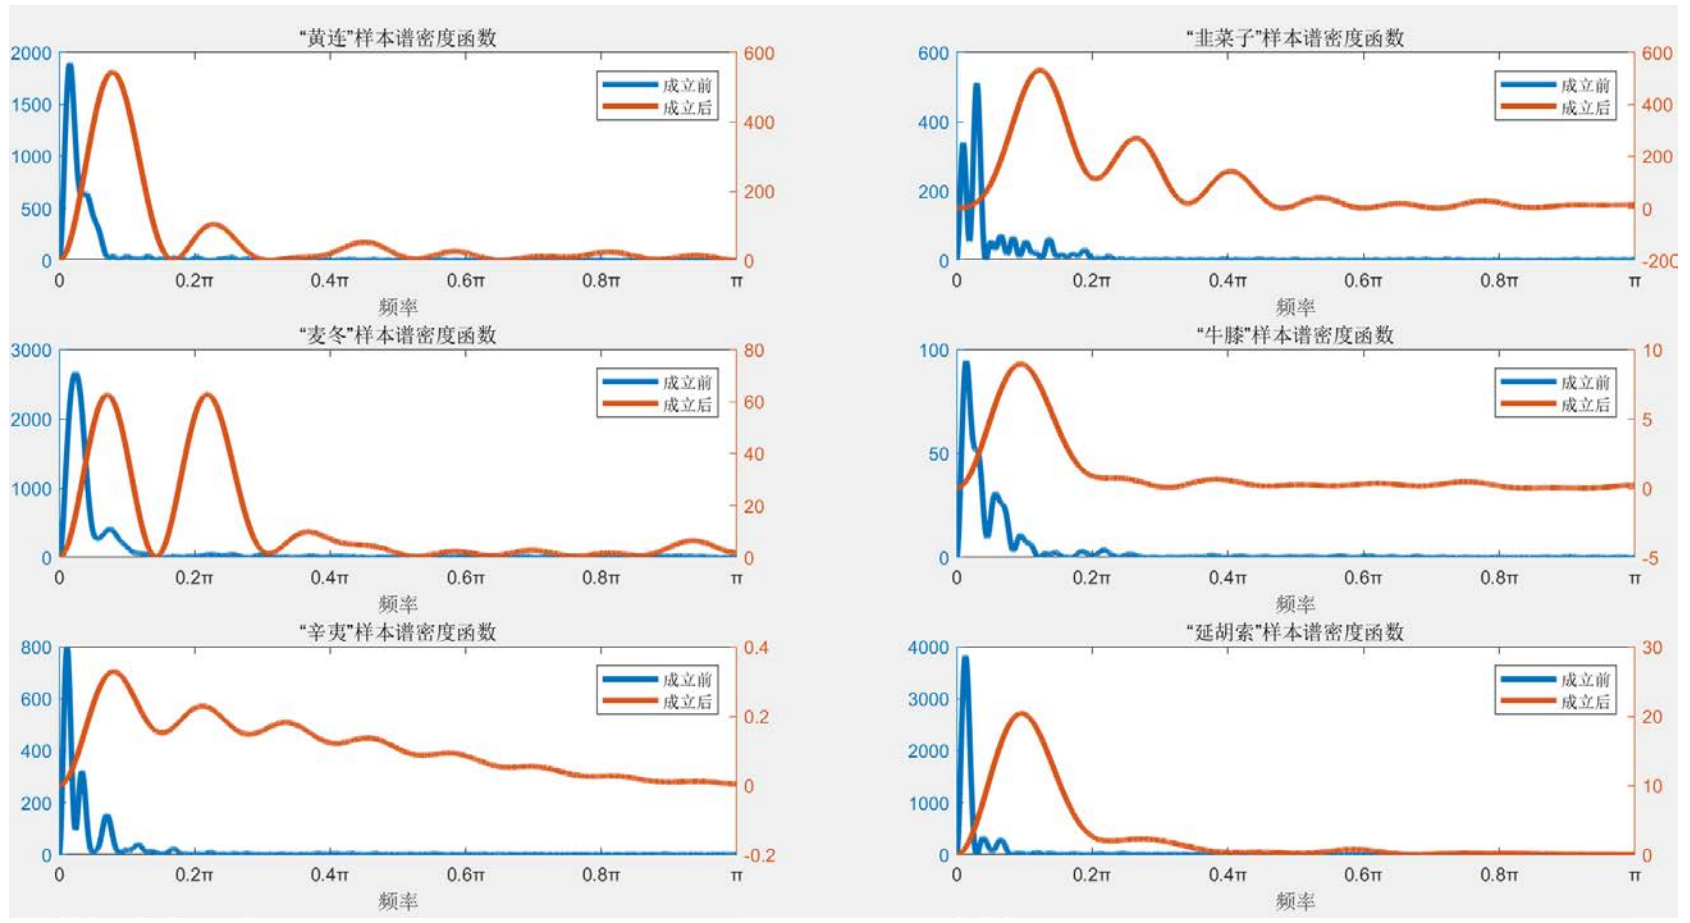 “黄连”样本谱密度函数
2000
1500
1000
500
0
600
400
200
0
成立前
成立后
0 0.2π 0.4π 0.6π 0.8π π
频率
“韭菜子”样本谱密度函数
600
400
200
0
600
400
200
0
-200
成立前
成立后
0 0.2π 0.4π 0.6π 0.8π π
频率
“麦冬”样本谱密度函数
3000
2000
1000
0
80
60
40
20
0
成立前
成立后
0 0.2π 0.4π 0.6π 0.8π π
频率
“牛膝”样本谱密度函数
100
50
0
10
5
0
-5
成立前
成立后
0 0.2π 0.4π 0.6π 0.8π π
频率
“辛夷”样本谱密度函数
800
600
400
200
0
0.4
0.2
0
-0.2
成立前
成立后
0 0.2π 0.4π 0.6π 0.8π π
频率
“延胡索”样本谱密度函数
4000
3000
2000
1000
0
30
20
10
0
成立前
成立后
0 0.2π 0.4π 0.6π 0.8π π
频率